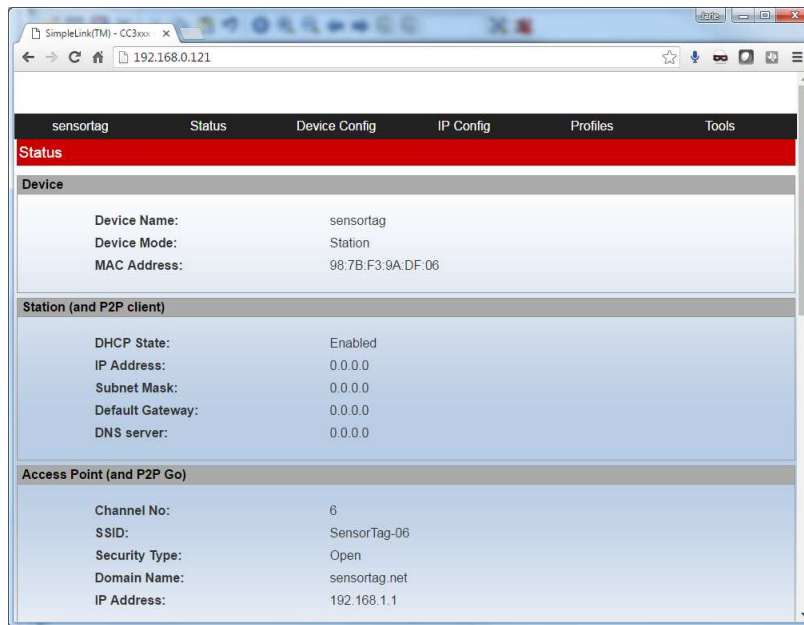 Jarle
SimpleLink(TM) - CC3xxx
192.168.0.121
sensortag Status Device Config IP Config Profiles Tools
Status
Device
Device Name: sensortag
Device Mode: Station
MAC Address: 98:7B:F3:9A:DF:06
Station (and P2P client)
DHCP State: Enabled
IP Address: 0.0.0.0
Subnet Mask: 0.0.0.0
Default Gateway: 0.0.0.0
DNS server: 0.0.0.0
Access Point (and P2P Go)
Channel No: 6
SSID: SensorTag-06
Security Type: Open
Domain Name: sensortag.net
IP Address: 192.168.1.1